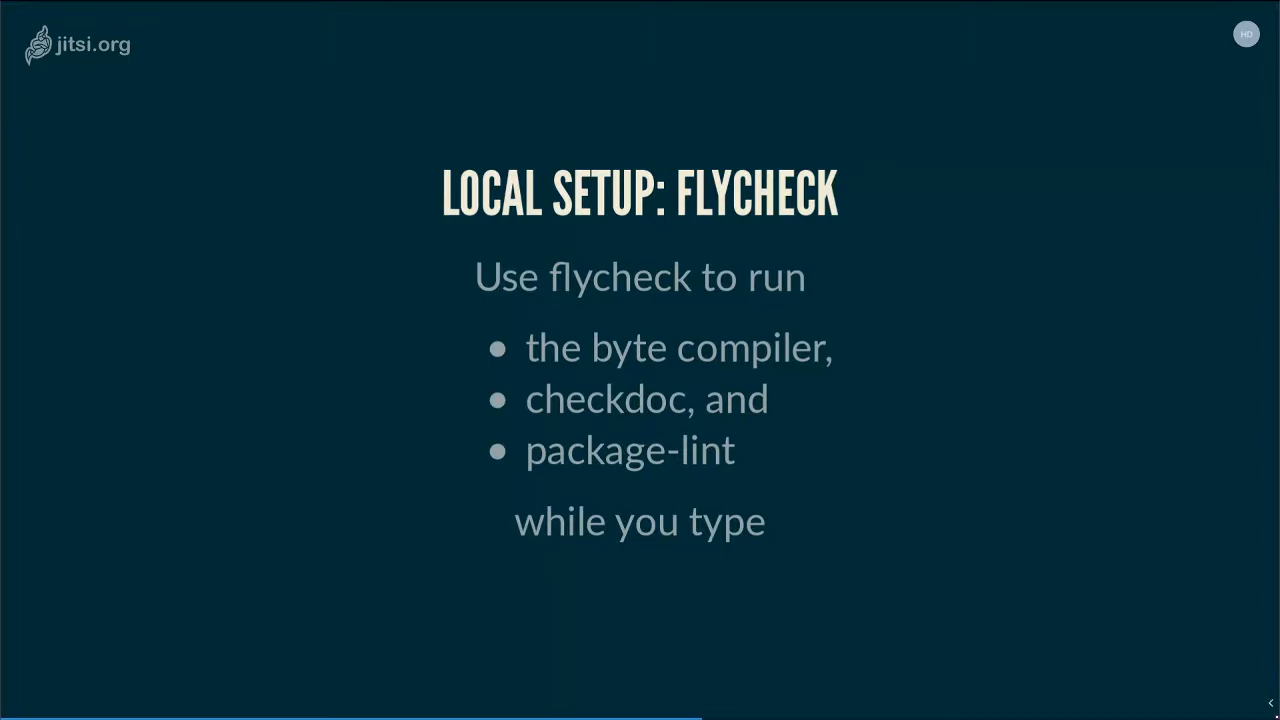 jitsi.org
HD
LOCAL SETUP: FLYCHECK
Use flycheck to run
• the byte compiler,
• checkdoc, and
• package-lint
while you type